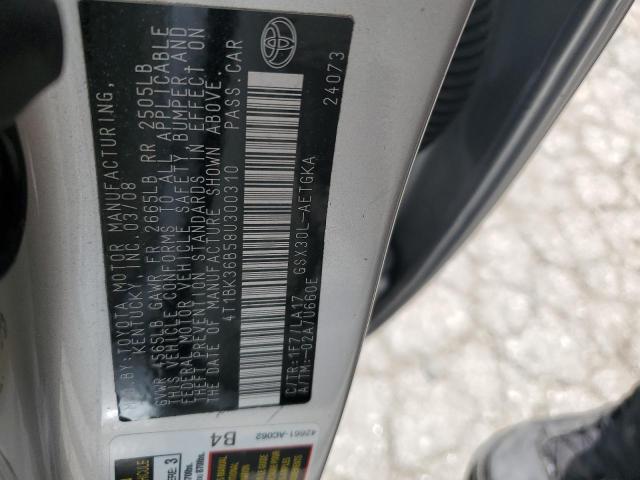 MFD. BY: TOYOTA MOTOR MANUFACTURING,
KENTUCKY, INC. 03/08
GVWR 4565LB GAWR FR 2665LB RR 2505LB
THIS VEHICLE CONFORMS TO ALL APPLICABLE
FEDERAL MOTOR VEHICLE SAFETY, BUMPER AND
THEFT PREVENTION STANDARDS IN EFFECT ON
THE DATE OF MANUFACTURE SHOWN ABOVE.
4T1BK36B58U300310 PASS. CAR
C/TR:1F7/LA17 GSX30L-AETGKA
A/TM:-02A/U660E 24073
42661-AC062
B4